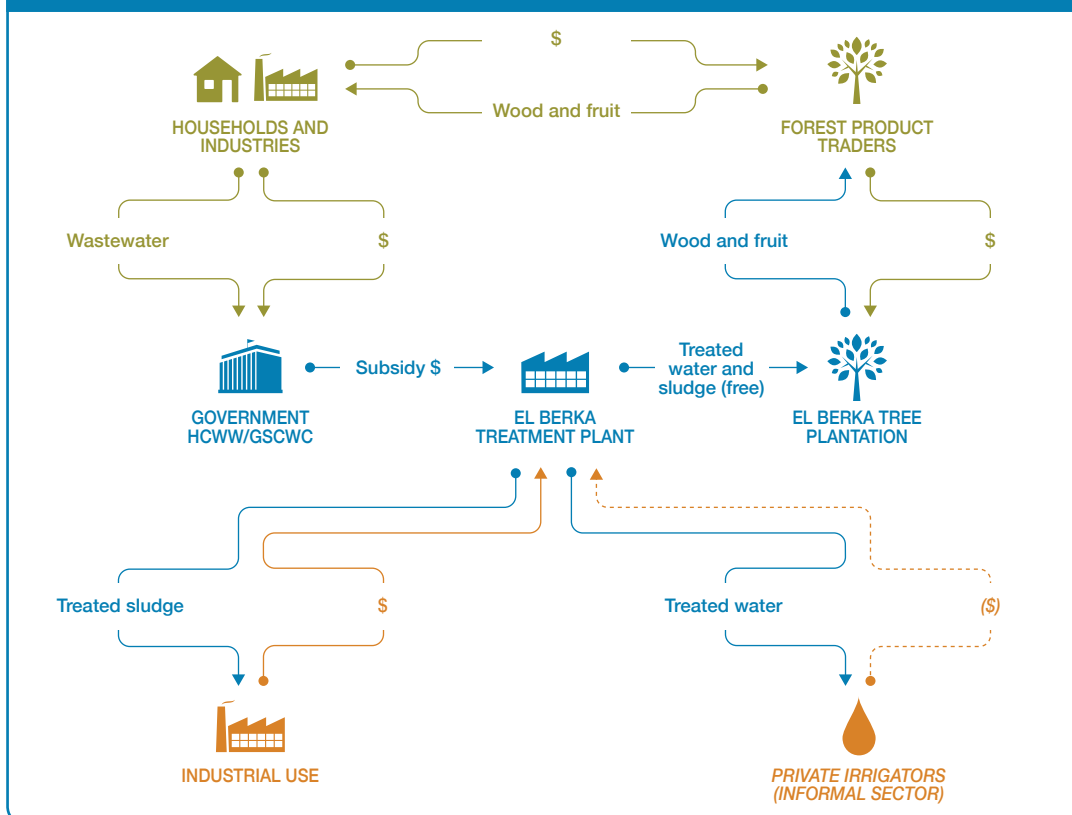 $
Wood and fruit
HOUSEHOLDS AND
INDUSTRIES
FOREST PRODUCT
TRADERS
Wastewater
$
Wood and fruit
$
Subsidy $
Treated
water and
sludge (free)
GOVERNMENT
HCWW/GSCWC
EL BERKA
TREATMENT PLANT
EL BERKA TREE
PLANTATION
Treated sludge
$
Treated water
($)
INDUSTRIAL USE
PRIVATE IRRIGATORS
(INFORMAL SECTOR)